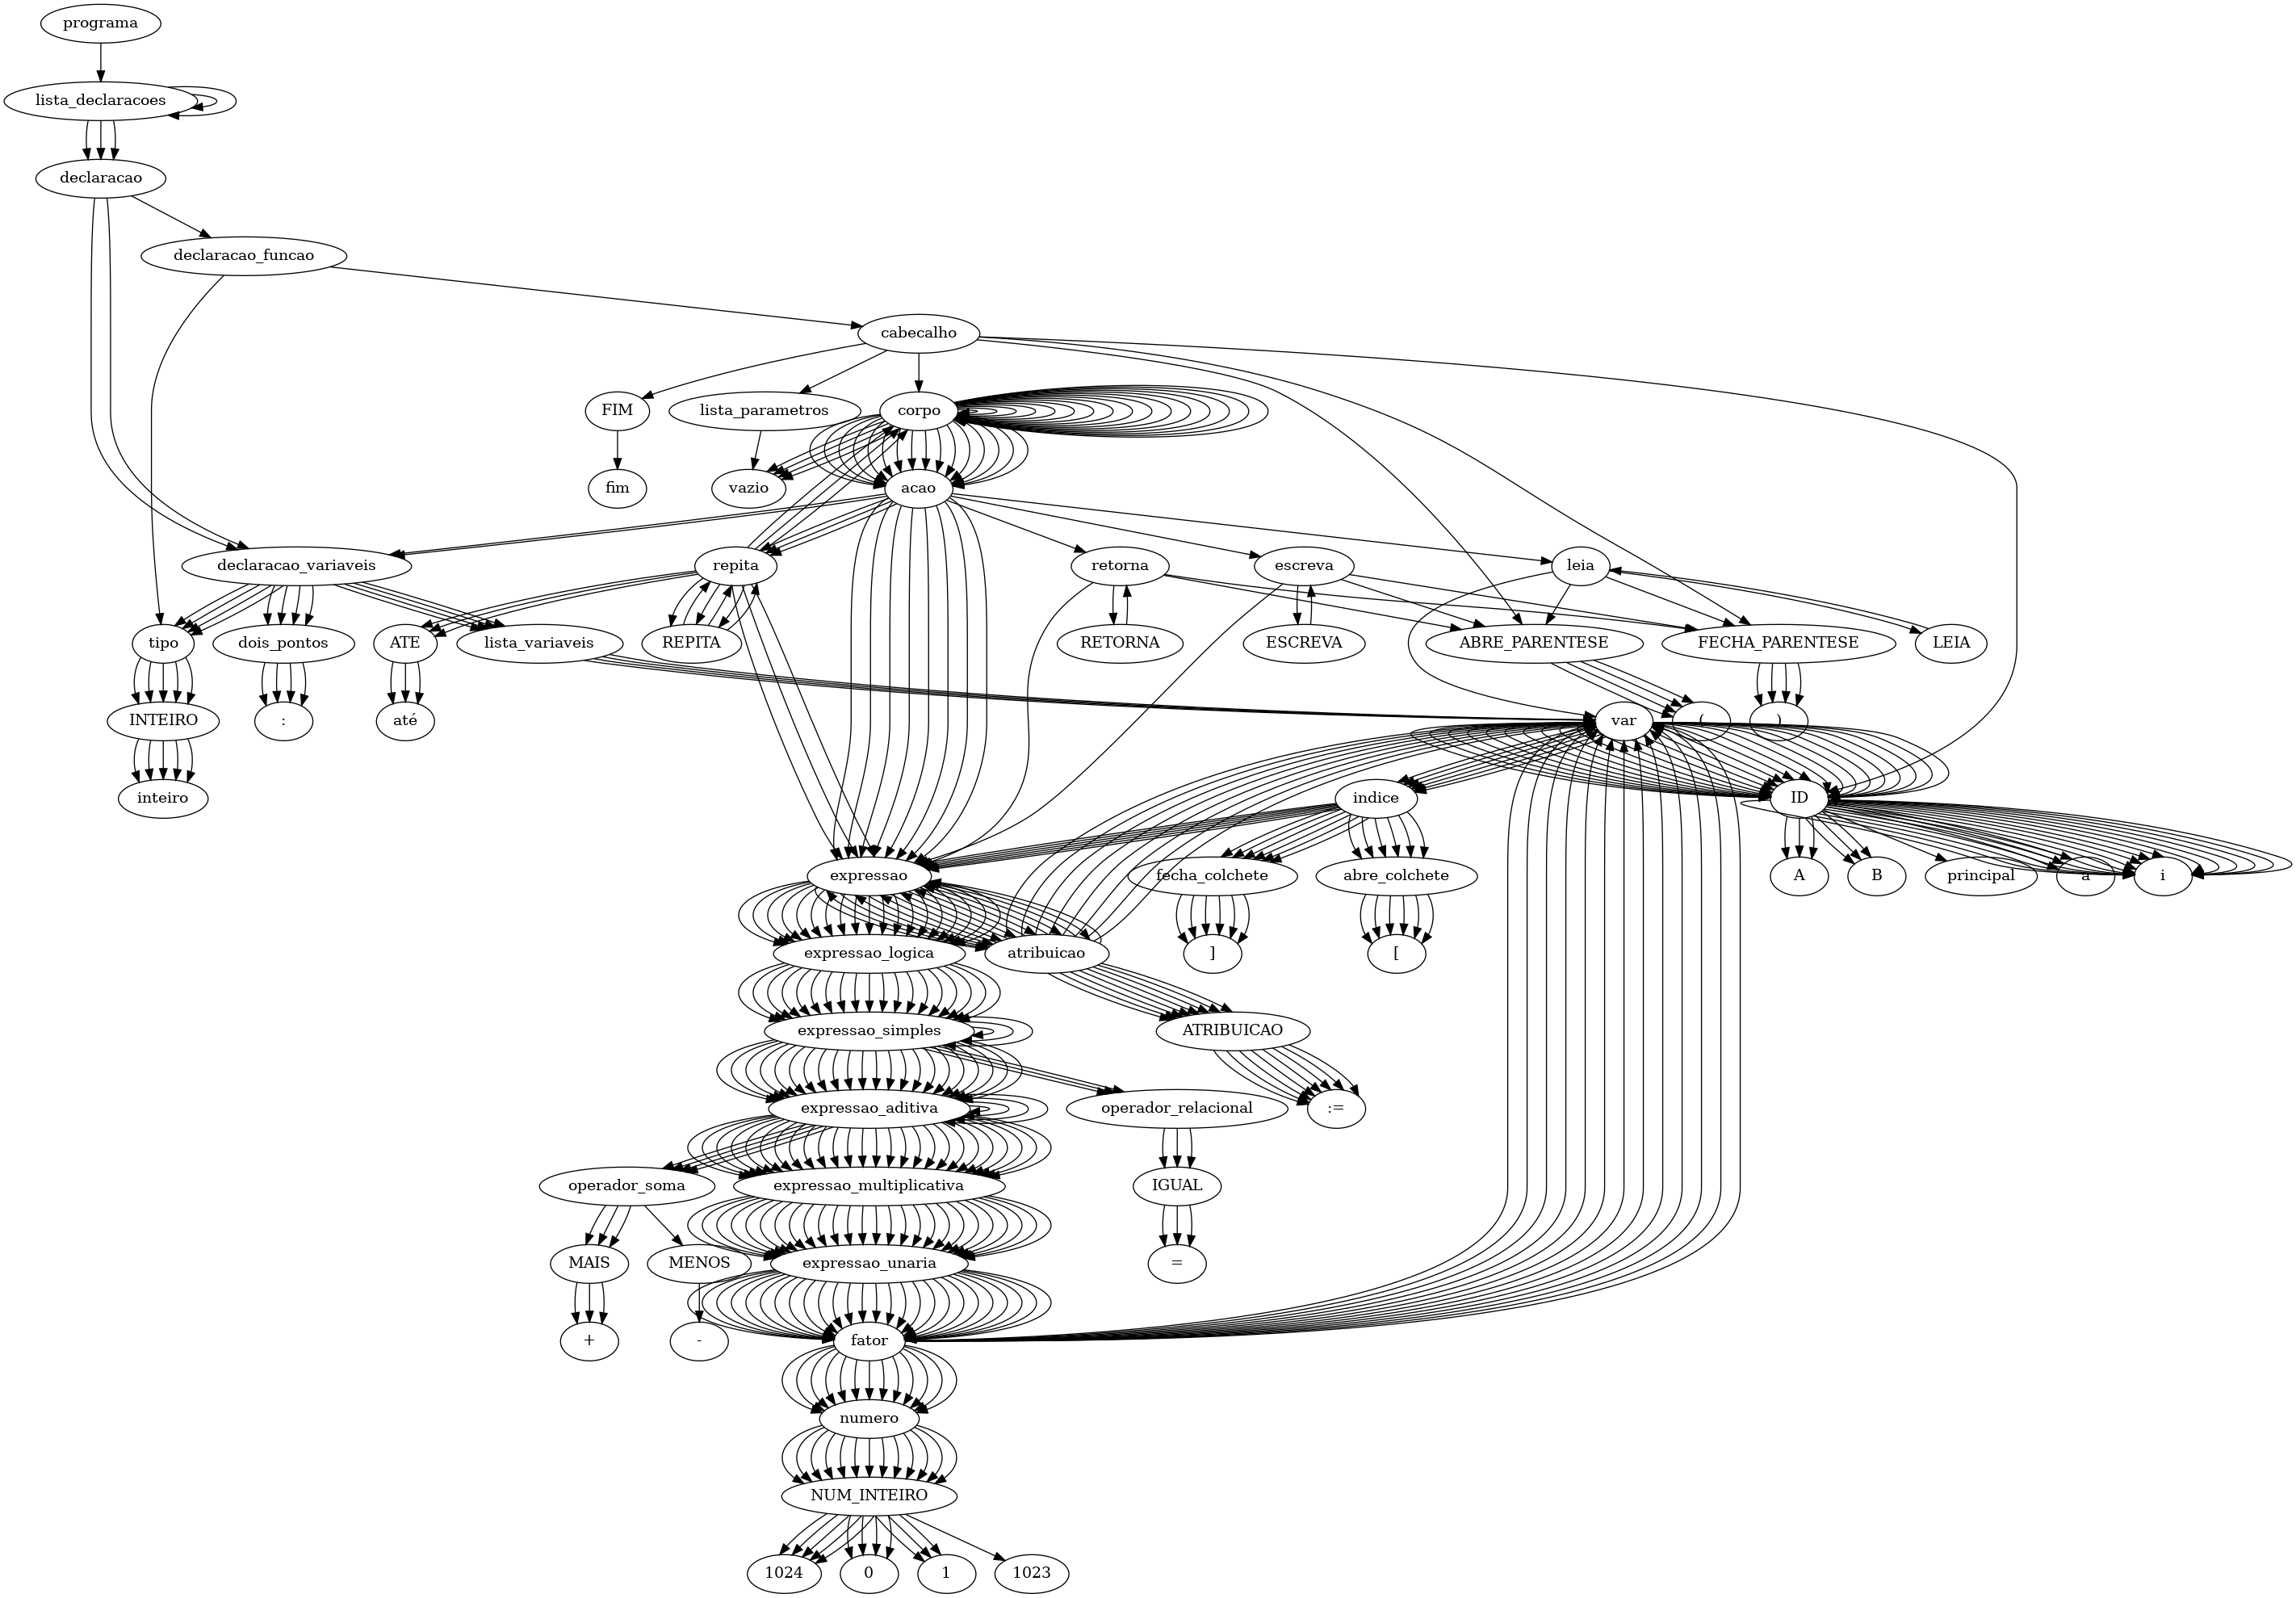 programa
lista_declaracoes
declaracao
declaracao_funcao
cabecalho
FIM
lista_parametros
corpo
fim
vazio
acao
declaracao_variaveis
repita
retorna
escreva
leia
tipo
dois_pontos
ATE
lista_variaveis
REPITA
RETORNA
ESCREVA
ABRE_PARENTESE
FECHA_PARENTESE
LEIA
INTEIRO
:
até
var
(
)
inteiro
indice
ID
expressao
fecha_colchete
abre_colchete
A
B
principal
a
i
expressao_logica
atribuicao
]
[
expressao_simples
ATRIBUICAO
expressao_aditiva
operador_relacional
:=
operador_soma
expressao_multiplicativa
IGUAL
MAIS
MENOS
expressao_unaria
=
+
-
fator
numero
NUM_INTEIRO
1024
0
1
1023